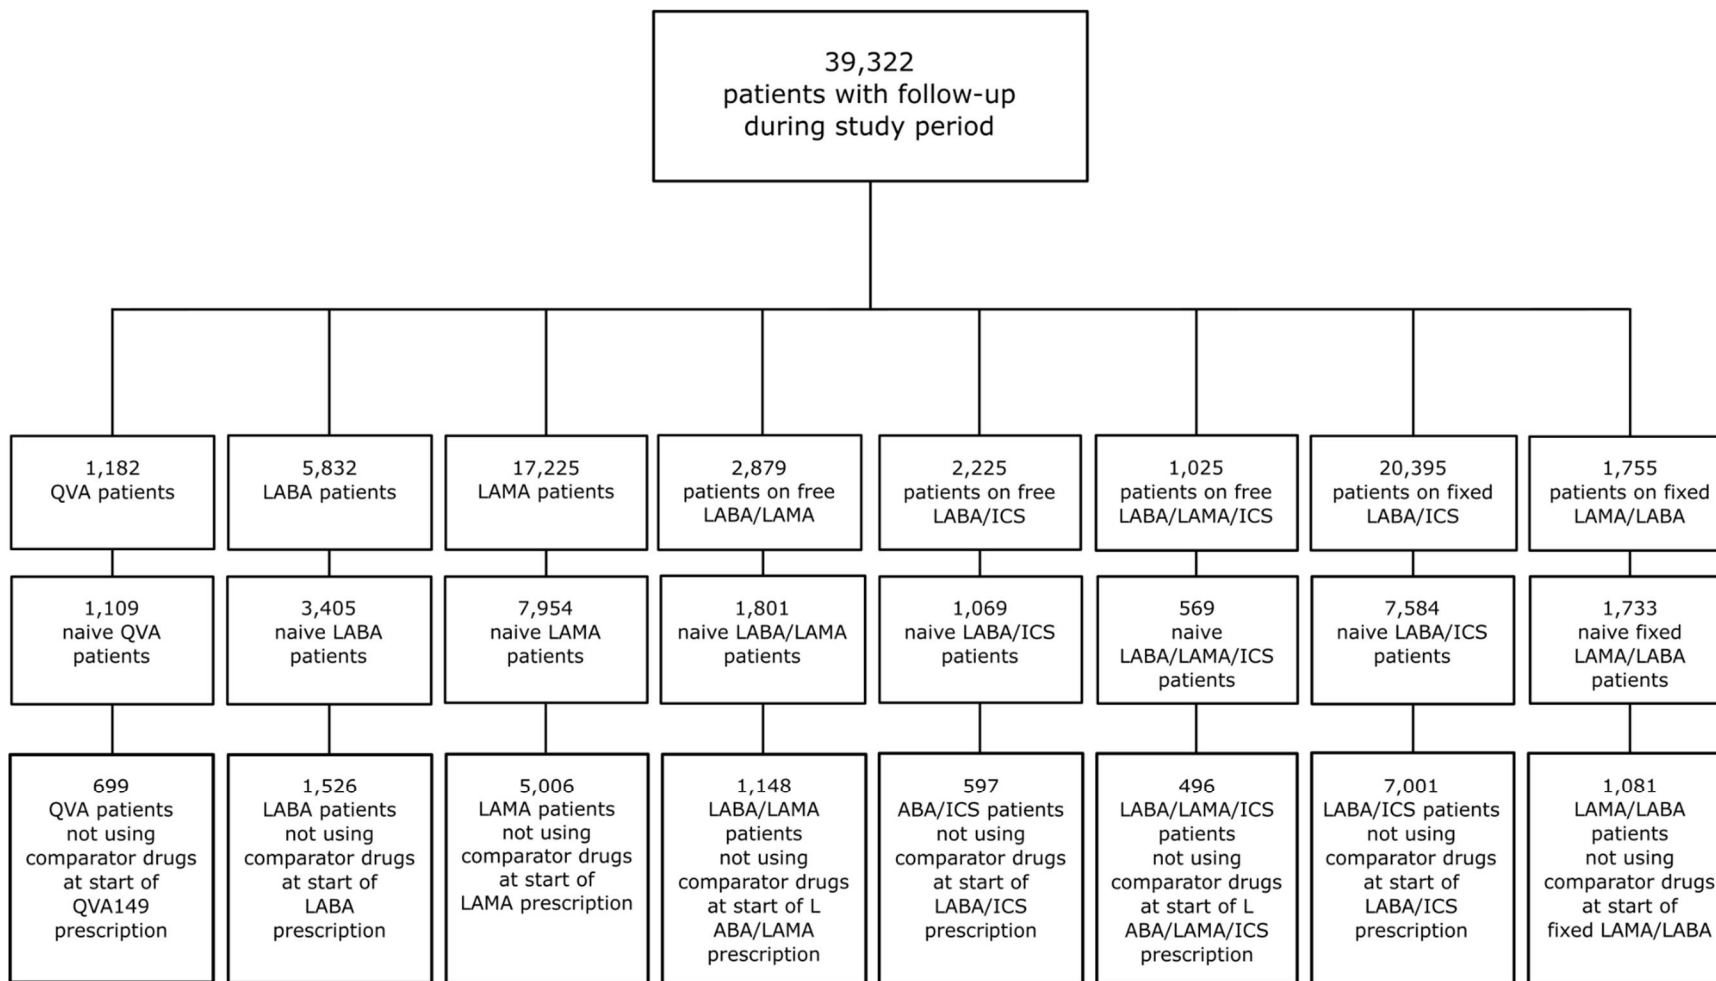 39,322
patients with follow-up
during study period
1,182
QVA patients
5,832
LABA patients
17,225
LAMA patients
2,879
patients on free
LABA/LAMA
2,225
patients on free
LABA/ICS
1,025
patients on free
LABA/LAMA/ICS
20,395
patients on fixed
LABA/ICS
1,755
patients on fixed
LAMA/LABA
1,109
naive QVA
patients
3,405
naive LABA
patients
7,954
naive LAMA
patients
1,801
naive LABA/LAMA
patients
1,069
naive LABA/ICS
patients
569
naive
LABA/LAMA/ICS
patients
7,584
naive LABA/ICS
patients
1,733
naive fixed
LAMA/LABA
patients
699
QVA patients
not using
comparator drugs
at start of
QVA149
prescription
1,526
LABA patients
not using
comparator drugs
at start of
LABA
prescription
5,006
LAMA patients
not using
comparator drugs
at start of
LAMA prescription
1,148
LABA/LAMA
patients
not using
comparator drugs
at start of L
ABA/LAMA
prescription
597
ABA/ICS patients
not using
comparator drugs
at start of
LABA/ICS
prescription
496
LABA/LAMA/ICS
patients
not using
comparator drugs
at start of L
ABA/LAMA/ICS
prescription
7,001
LABA/ICS patients
not using
comparator drugs
at start of
LABA/ICS
prescription
1,081
LAMA/LABA
patients
not using
comparator drugs
at start of
fixed LAMA/LABA